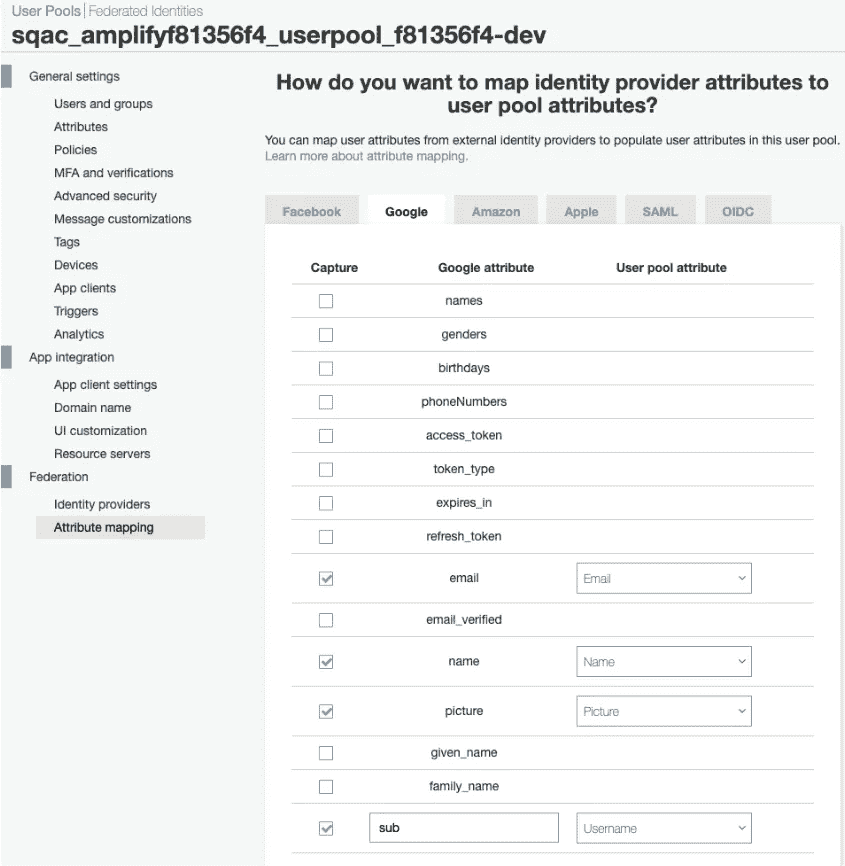 User Pools | Federated Identities
sqac_amplifyf81356f4_userpool_f81356f4-dev
General settings
Users and groups
Attributes
Policies
MFA and verifications
Advanced security
Message customizations
Tags
Devices
App clients
Triggers
Analytics
App integration
App client settings
Domain name
UI customization
Resource servers
Federation
Identity providers
Attribute mapping
How do you want to map identity provider attributes to
user pool attributes?
You can map user attributes from external identity providers to populate user attributes in this user pool.
Learn more about attribute mapping.
Facebook Google Amazon Apple SAML OIDC
Capture Google attribute User pool attribute
names
genders
birthdays
phoneNumbers
access_token
token_type
expires_in
refresh_token
email Email
email_verified
name Name
picture Picture
given_name
family_name
sub Username